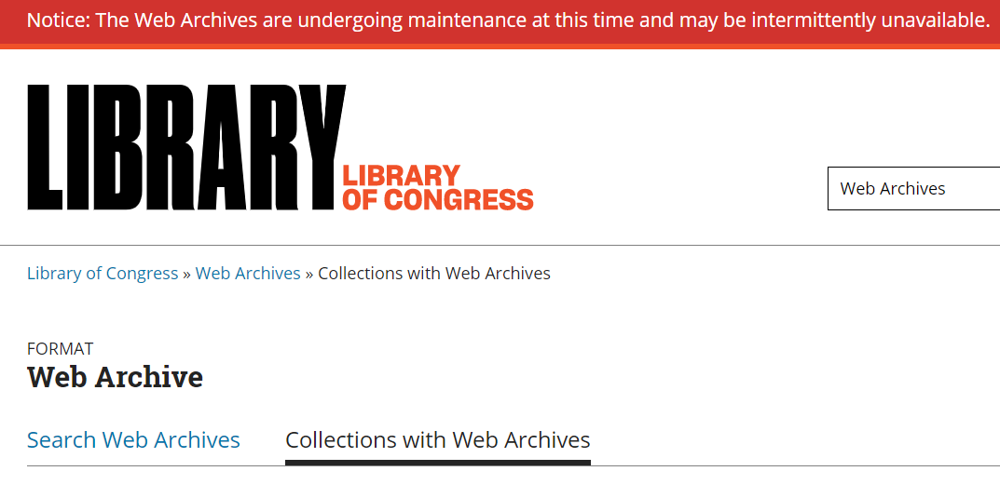 Notice: The Web Archives are undergoing maintenance at this time and may be intermittently unavailable.
LIBRARY
LIBRARY
OF CONGRESS
Web Archives
Library of Congress » Web Archives » Collections with Web Archives
FORMAT
Web Archive
Search Web Archives Collections with Web Archives